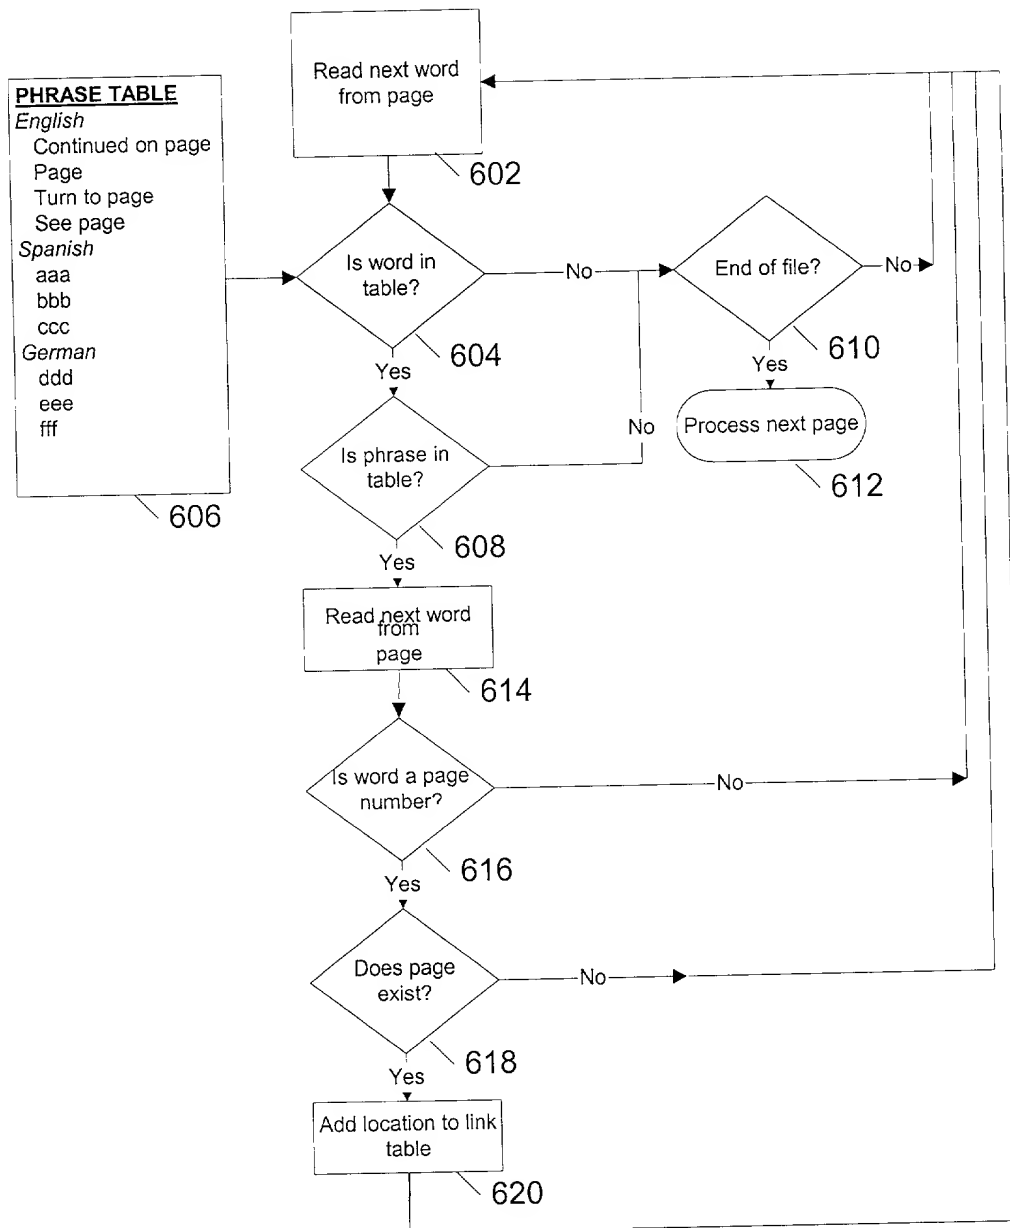 Read next word
from page
602
PHRASE TABLE
English
Continued on page
Page
Turn to page
See page
Spanish
aaa
bbb
ccc
German
ddd
eee
fff
606
Is word in
table?
604
No
End of file?
610
No
Yes
Process next page
612
Yes
Is phrase in
table?
608
No
Yes
Read next word
from
page
614
Is word a page
number?
616
No
Yes
Does page
exist?
618
No
Yes
Add location to link
table
620